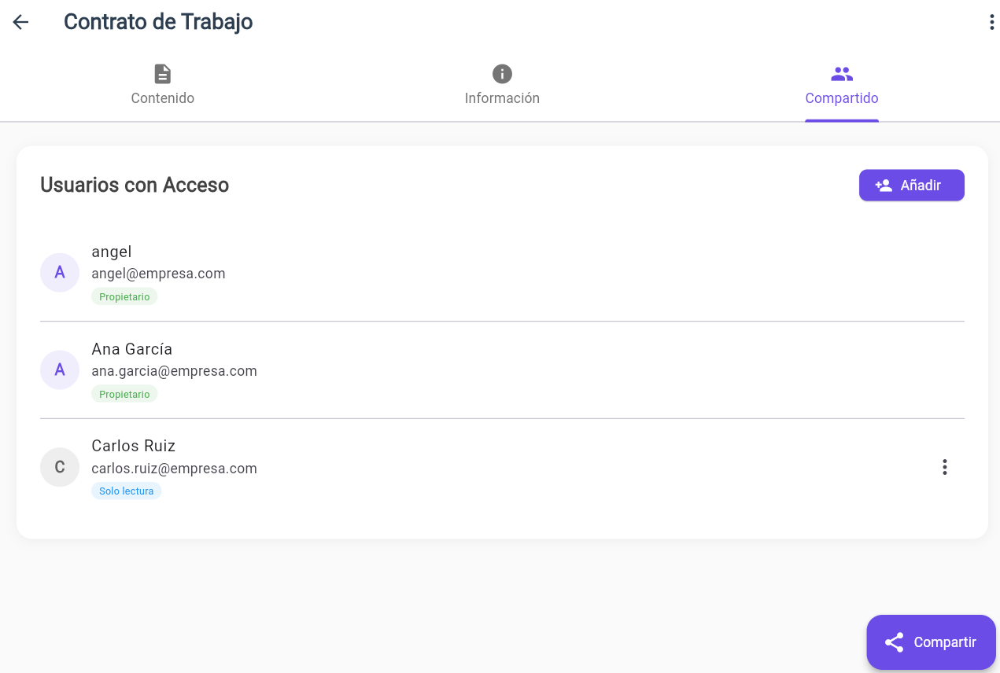 Contrato de Trabajo
Contenido
Información
Compartido
Usuarios con Acceso
Añadir
A
angel
angel@empresa.com
Propietario
A
Ana García
ana.garcia@empresa.com
Propietario
C
Carlos Ruiz
carlos.ruiz@empresa.com
Solo lectura
Compartir